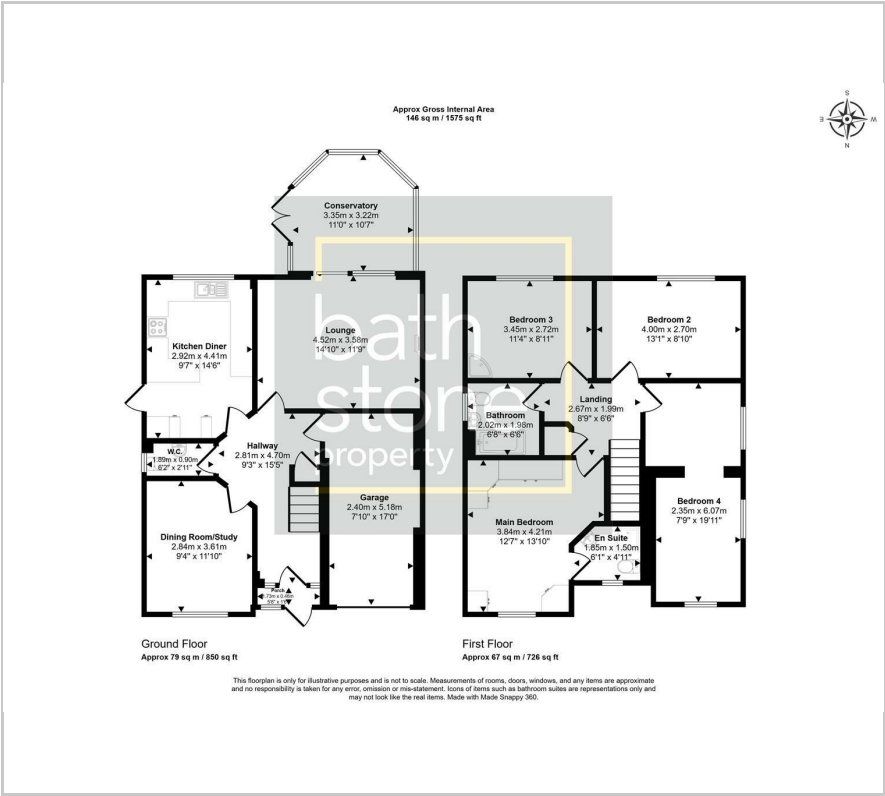 Approx Gross Internal Area
146 sq m / 1575 sq ft
S
E
W
N
Conservatory
3.35m x 3.22m
11'0" x 10'7"
Lounge
4.52m x 3.58m
14'10" x 11'9"
Kitchen Diner
2.92m x 4.41m
9'7" x 14'6"
Hallway
2.81m x 4.70m
9'3" x 15'5"
W.C.
1.89m x 0.90m
6'2" x 2'11"
Dining Room/Study
2.84m x 3.61m
9'4" x 11'10"
Garage
2.40m x 5.18m
7'10" x 17'0"
Porch
Ground Floor
Approx 79 sq m / 850 sq ft
Bedroom 3
3.45m x 2.72m
11'4" x 8'11"
Bedroom 2
4.00m x 2.70m
13'1" x 8'10"
Landing
2.67m x 1.99m
8'9" x 6'6"
Bathroom
2.02m x 1.98m
6'8" x 6'6"
Main Bedroom
3.84m x 4.21m
12'7" x 13'10"
En Suite
1.85m x 1.50m
6'1" x 4'11"
Bedroom 4
2.35m x 6.07m
7'9" x 19'11"
First Floor
Approx 67 sq m / 726 sq ft
bath
stone
property
This floorplan is only for illustrative purposes and is not to scale. Measurements of rooms, doors, windows, and any items are approximate
and no responsibility is taken for any error, omission or mis-statement. Icons of items such as bathroom suites are representations only and
may not look like the real items. Made with Made Snappy 360.